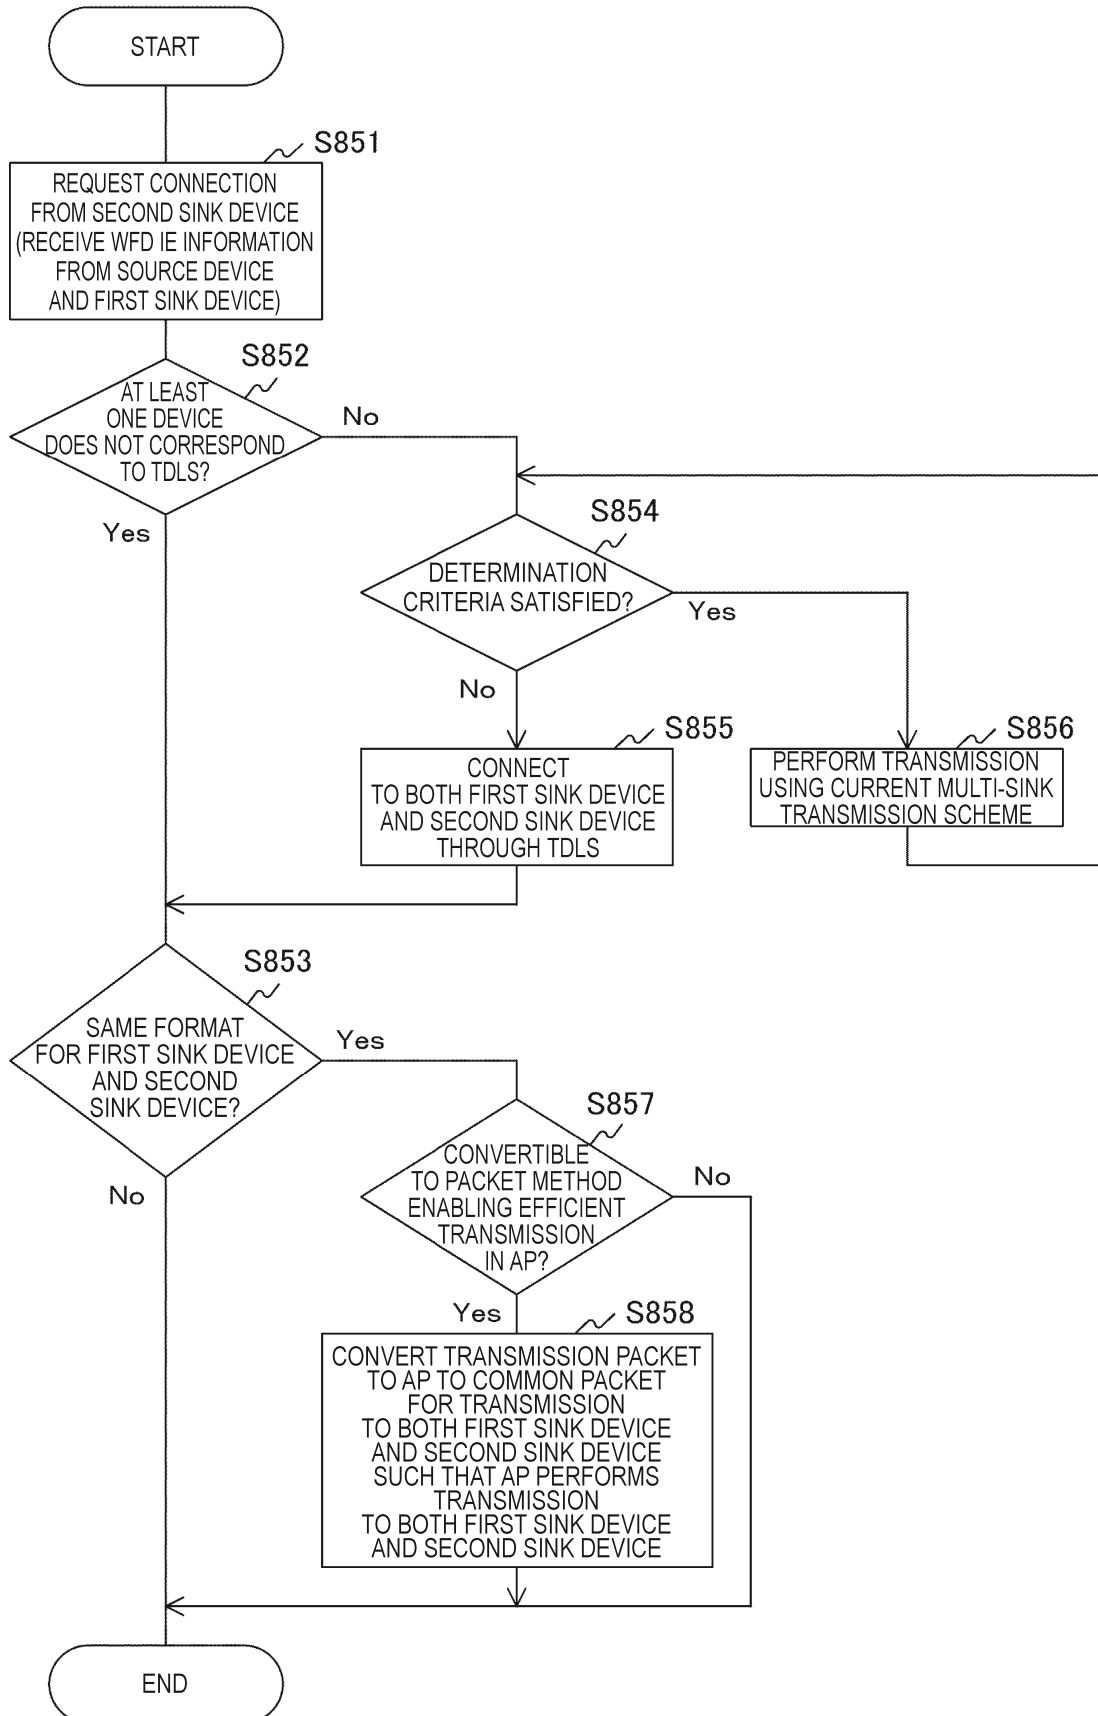 START
S851
REQUEST CONNECTION
FROM SECOND SINK DEVICE
(RECEIVE WFD IE INFORMATION
FROM SOURCE DEVICE
AND FIRST SINK DEVICE)
S852
AT LEAST
ONE DEVICE
DOES NOT CORRESPOND
TO TDLS?
No
Yes
S854
DETERMINATION
CRITERIA SATISFIED?
Yes
No
S855
CONNECT
TO BOTH FIRST SINK DEVICE
AND SECOND SINK DEVICE
THROUGH TDLS
S856
PERFORM TRANSMISSION
USING CURRENT MULTI-SINK
TRANSMISSION SCHEME
S853
SAME FORMAT
FOR FIRST SINK DEVICE
AND SECOND
SINK DEVICE?
Yes
No
S857
CONVERTIBLE
TO PACKET METHOD
ENABLING EFFICIENT
TRANSMISSION
IN AP?
No
Yes
S858
CONVERT TRANSMISSION PACKET
TO AP TO COMMON PACKET
FOR TRANSMISSION
TO BOTH FIRST SINK DEVICE
AND SECOND SINK DEVICE
SUCH THAT AP PERFORMS
TRANSMISSION
TO BOTH FIRST SINK DEVICE
AND SECOND SINK DEVICE
END